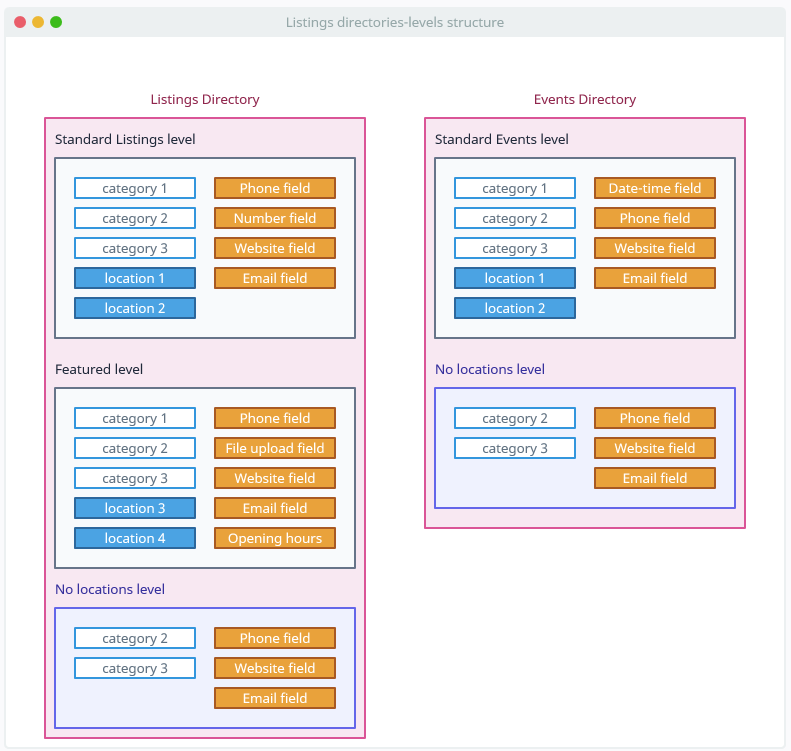 Listings directories-levels structure
Listings Directory
Standard Listings level
category 1
category 2
category 3
location 1
location 2
Phone field
Number field
Website field
Email field
Featured level
category 1
category 2
category 3
location 3
location 4
Phone field
File upload field
Website field
Email field
Opening hours
No locations level
category 2
category 3
Phone field
Website field
Email field
Events Directory
Standard Events level
category 1
category 2
category 3
location 1
location 2
Date-time field
Phone field
Website field
Email field
No locations level
category 2
category 3
Phone field
Website field
Email field